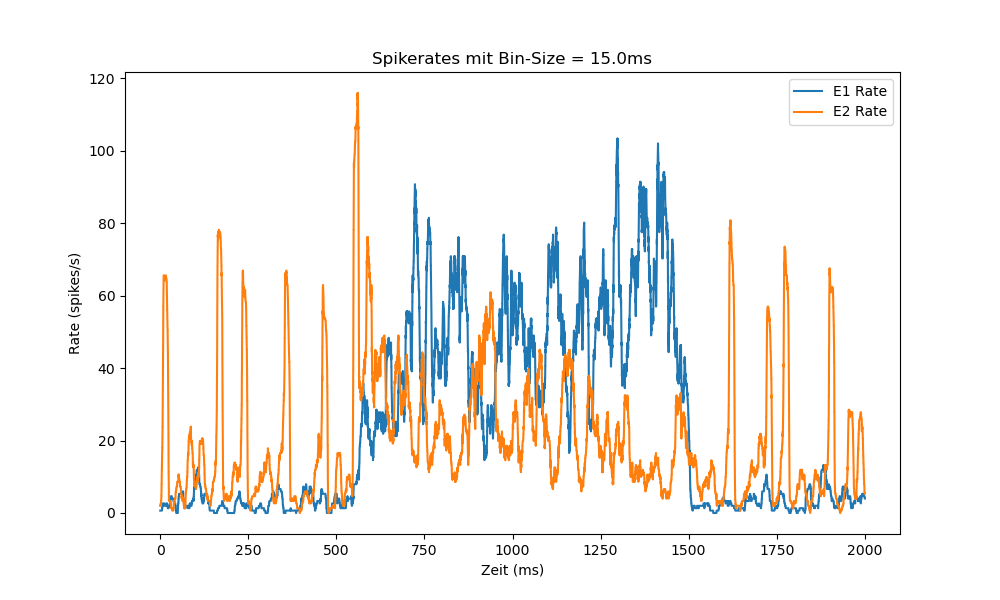 Spikerates mit Bin-Size = 15.0ms
E1 Rate
E2 Rate
120
100
80
60
40
20
0
Rate (spikes/s)
0 250 500 750 1000 1250 1500 1750 2000
Zeit (ms)